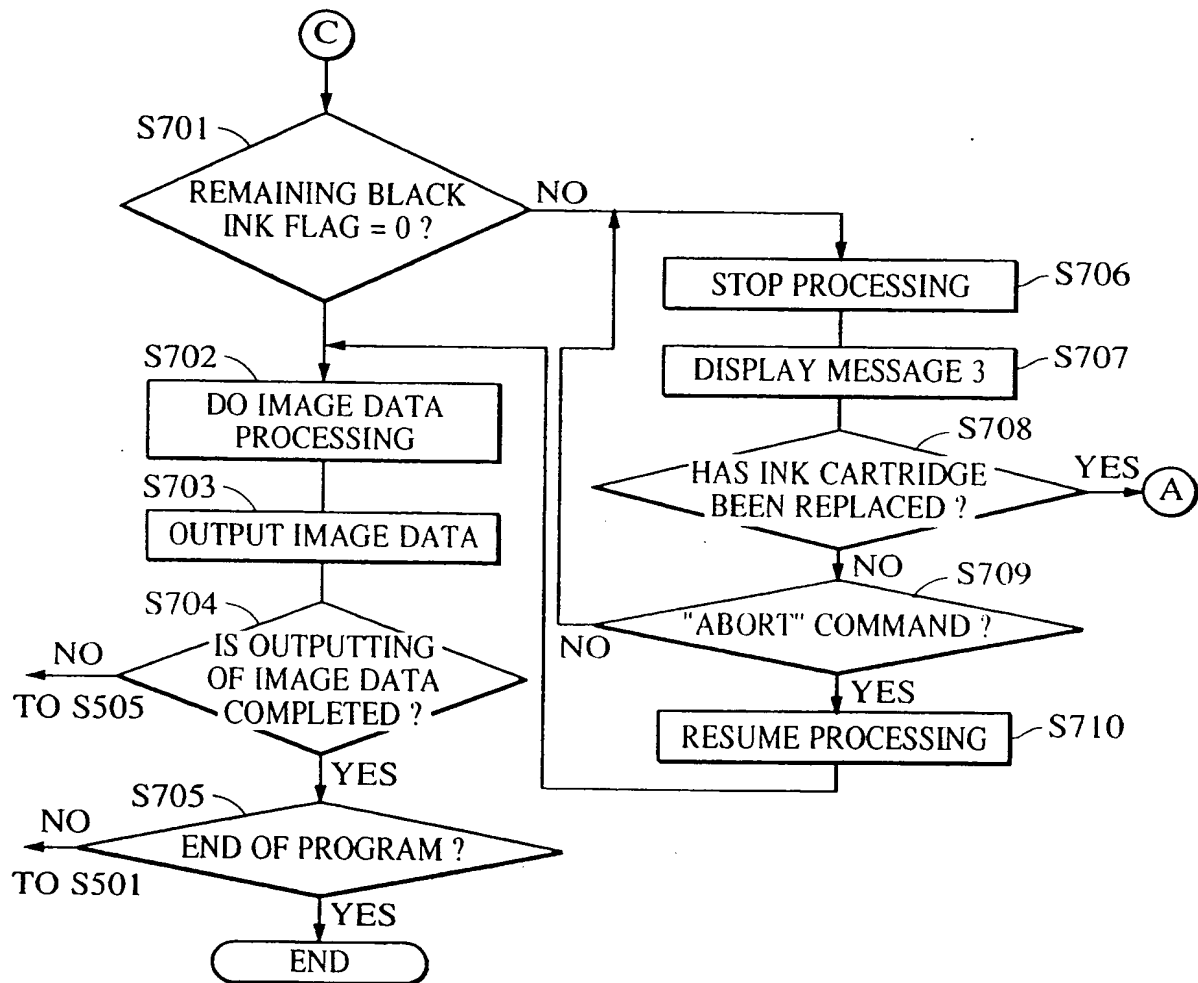 C
S701
REMAINING BLACK
INK FLAG = 0 ?
NO
STOP PROCESSING
S706
DISPLAY MESSAGE 3
S707
S702
DO IMAGE DATA
PROCESSING
S703
OUTPUT IMAGE DATA
S708
HAS INK CARTRIDGE
BEEN REPLACED ?
YES
A
NO
S709
"ABORT" COMMAND ?
NO
YES
RESUME PROCESSING
S710
S704
IS OUTPUTTING
OF IMAGE DATA
COMPLETED ?
NO
TO S505
YES
S705
END OF PROGRAM ?
NO
TO S501
YES
END